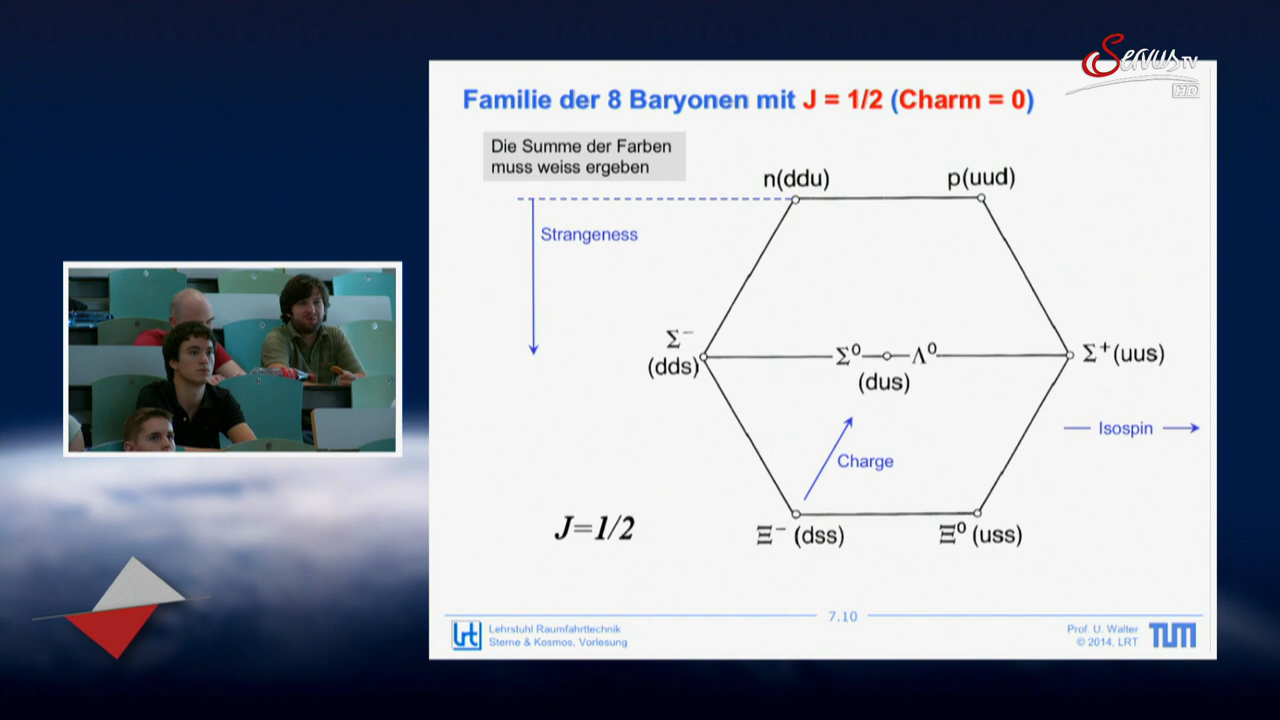 Servus TV
HD
Familie der 8 Baryonen mit J = 1/2 (Charm = 0)
Die Summe der Farben
muss weiss ergeben
n(ddu)
p(uud)
Strangeness
Σ⁻
(dds)
Σ⁰
Λ⁰
(dus)
Σ⁺(uus)
Isospin
Charge
J=1/2
Ξ⁻ (dss)
Ξ⁰ (uss)
7.10
lrt
Lehrstuhl Raumfahrttechnik
Sterne & Kosmos, Vorlesung
Prof. U. Walter
© 2014, LRT
TUM